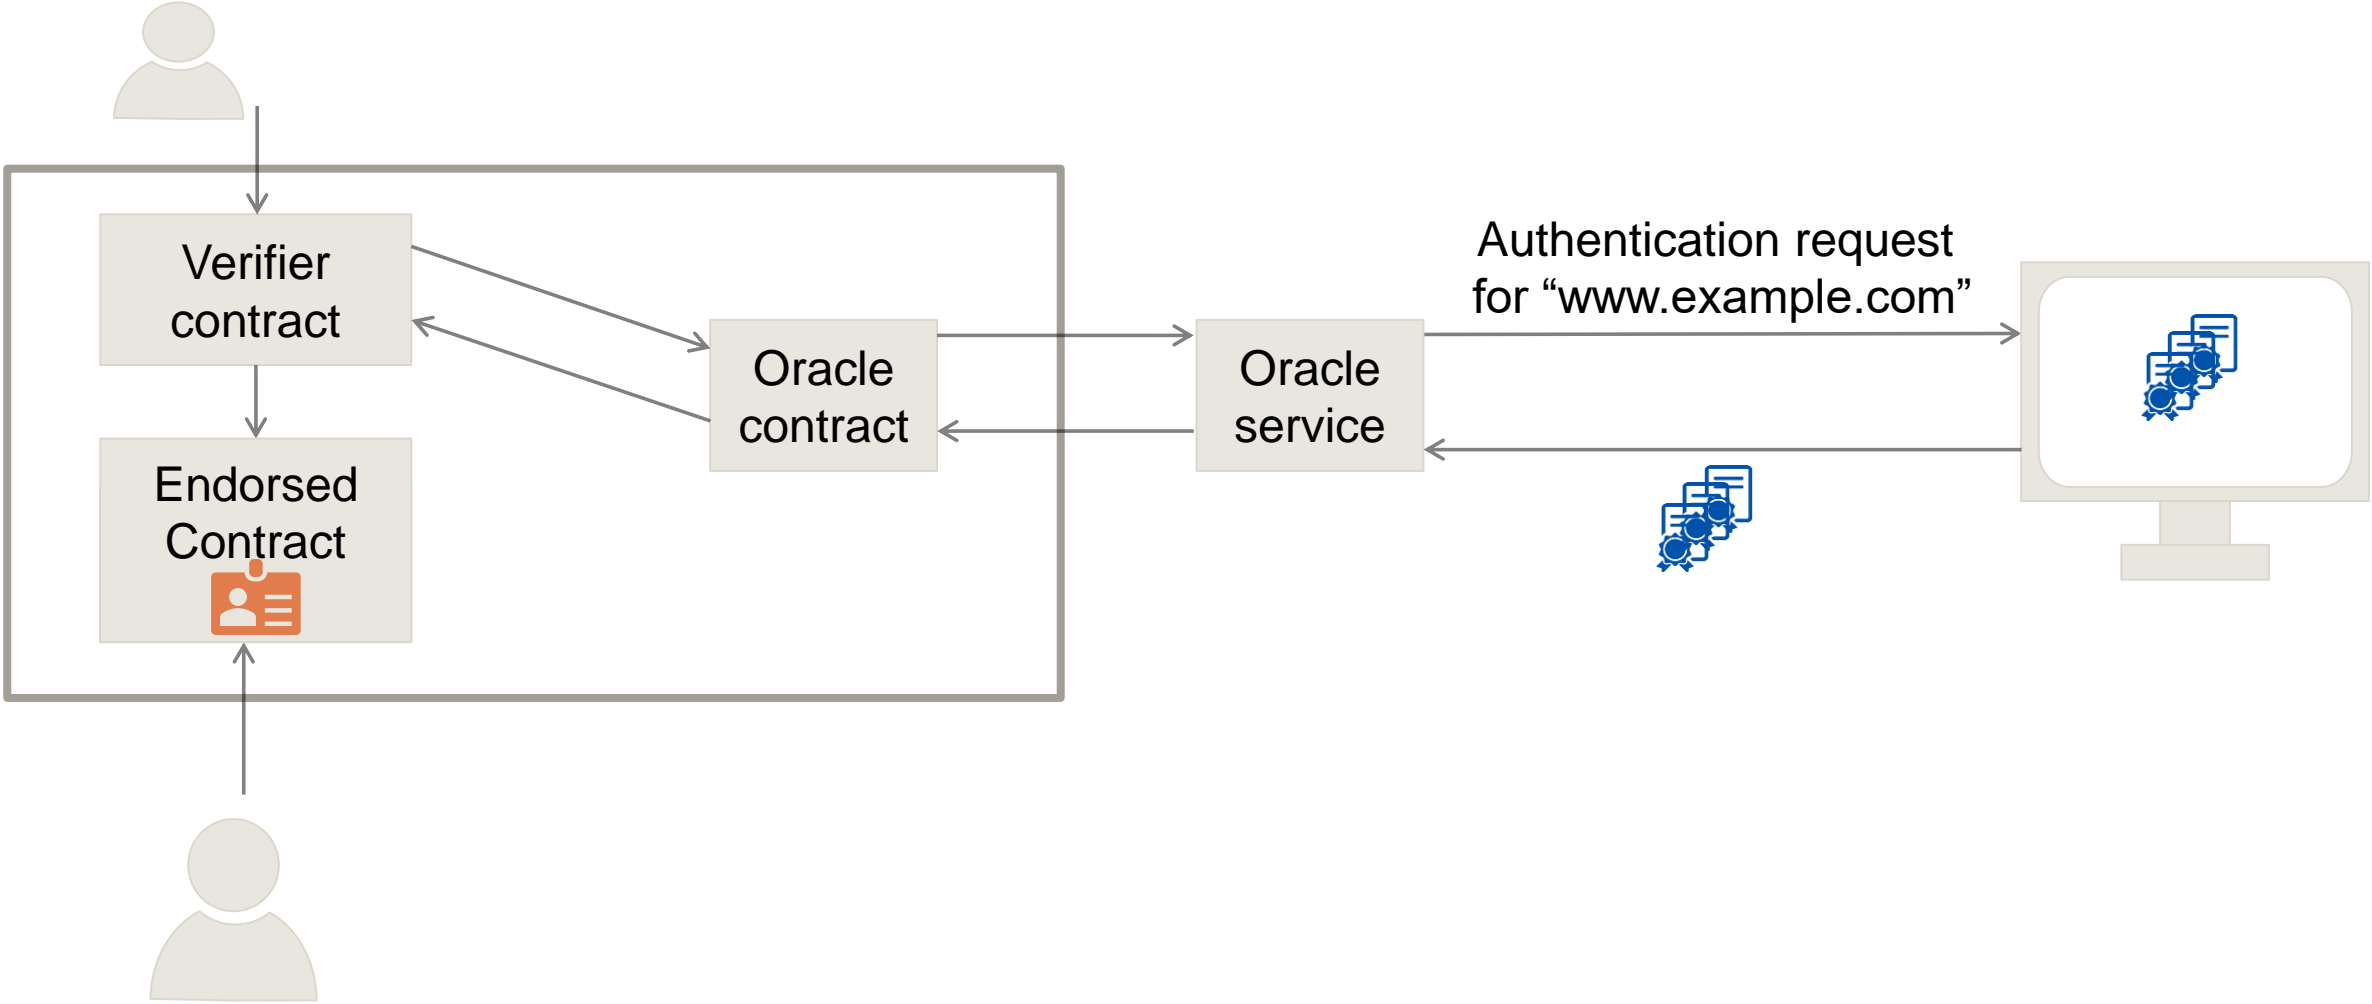 Verifier
contract
Endorsed
Contract
Oracle
contract
Oracle
service
Authentication request
for “www.example.com”